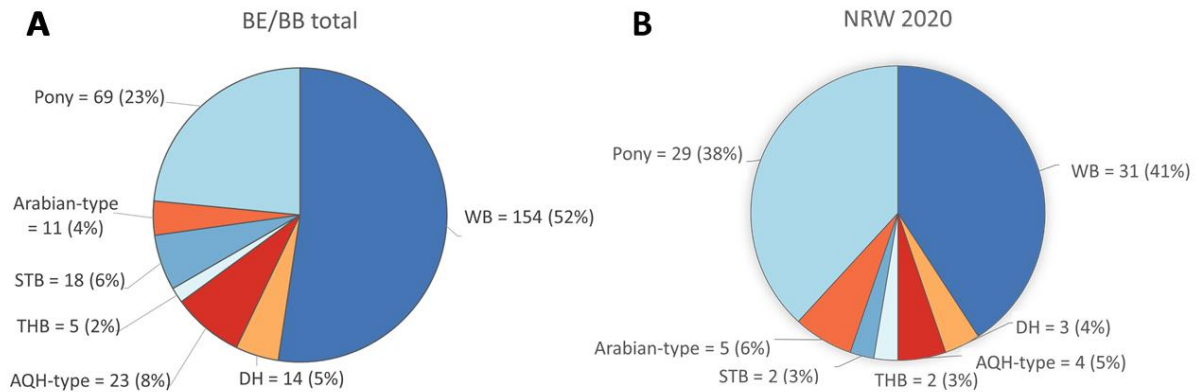 A
BE/BB total
Pony = 69 (23%)
Arabian-type
= 11 (4%)
STB = 18 (6%)
THB = 5 (2%)
AQH-type = 23 (8%)
DH = 14 (5%)
WB = 154 (52%)
B
NRW 2020
Pony = 29 (38%)
WB = 31 (41%)
DH = 3 (4%)
Arabian-type = 5 (6%)
AQH-type = 4 (5%)
STB = 2 (3%)
THB = 2 (3%)